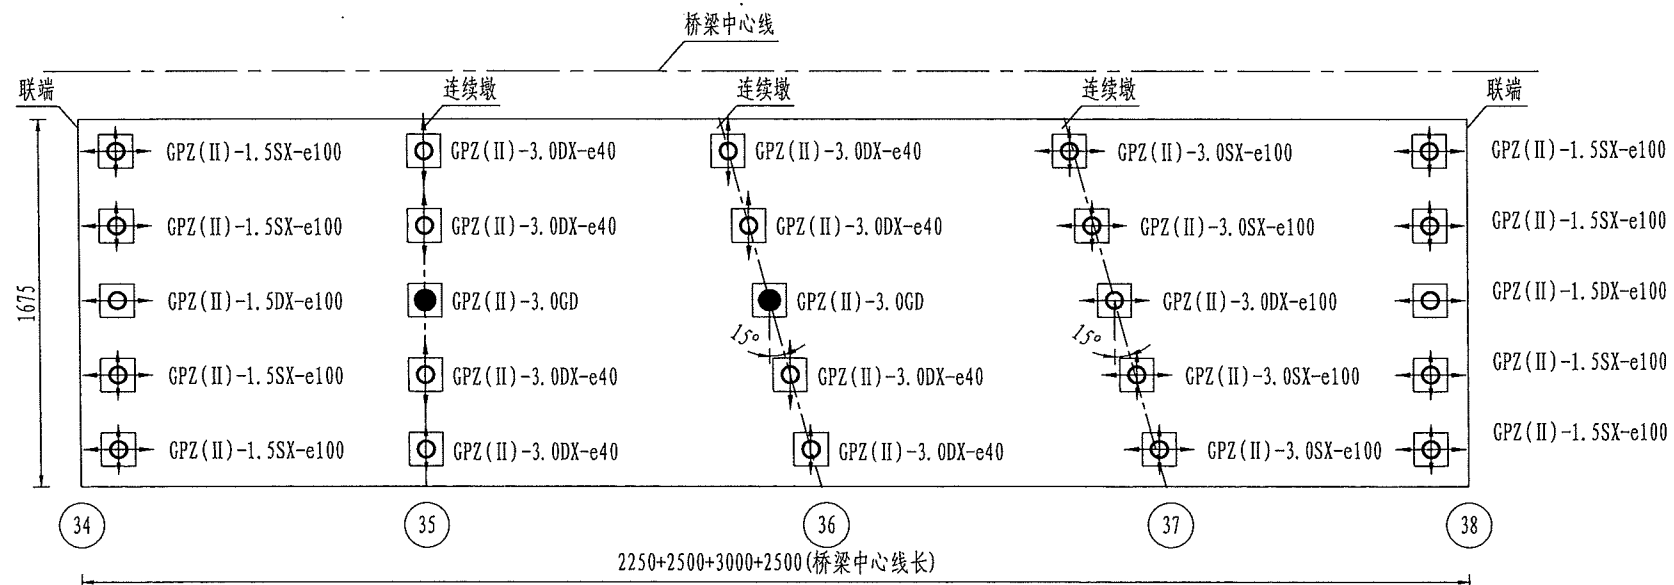 桥梁中心线
联端 连续墩 连续墩 连续墩 联端
GPZ(II)-1.5SX-e100 GPZ(II)-3.0DX-e40 GPZ(II)-3.0DX-e40 GPZ(II)-3.0SX-e100 GPZ(II)-1.5SX-e100
GPZ(II)-1.5SX-e100 GPZ(II)-3.0DX-e40 GPZ(II)-3.0DX-e40 GPZ(II)-3.0SX-e100 GPZ(II)-1.5SX-e100
1675
GPZ(II)-1.5DX-e100 GPZ(II)-3.0GD GPZ(II)-3.0GD GPZ(II)-3.0DX-e100 GPZ(II)-1.5DX-e100
15° 15°
GPZ(II)-1.5SX-e100 GPZ(II)-3.0DX-e40 GPZ(II)-3.0DX-e40 GPZ(II)-3.0SX-e100 GPZ(II)-1.5SX-e100
GPZ(II)-1.5SX-e100 GPZ(II)-3.0DX-e40 GPZ(II)-3.0DX-e40 GPZ(II)-3.0SX-e100 GPZ(II)-1.5SX-e100
34 35 36 37 38
2250+2500+3000+2500(桥梁中心线长)